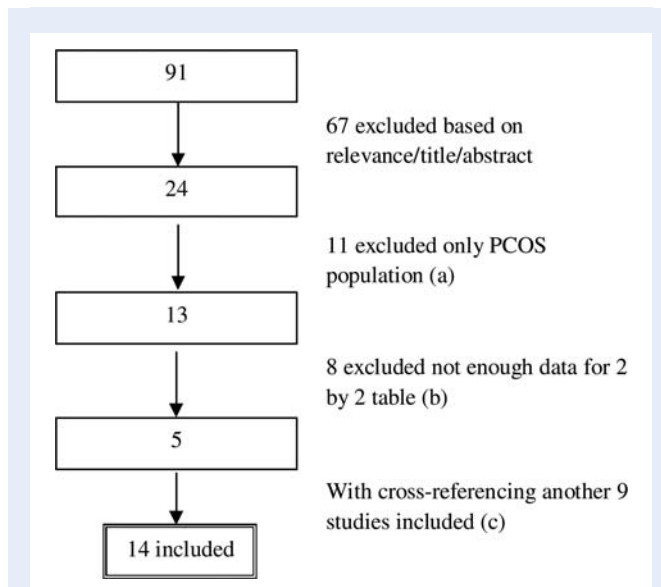 91
67 excluded based on
relevance/title/abstract
24
11 excluded only PCOS
population (a)
13
8 excluded not enough data for 2
by 2 table (b)
5
With cross-referencing another 9
studies included (c)
14 included